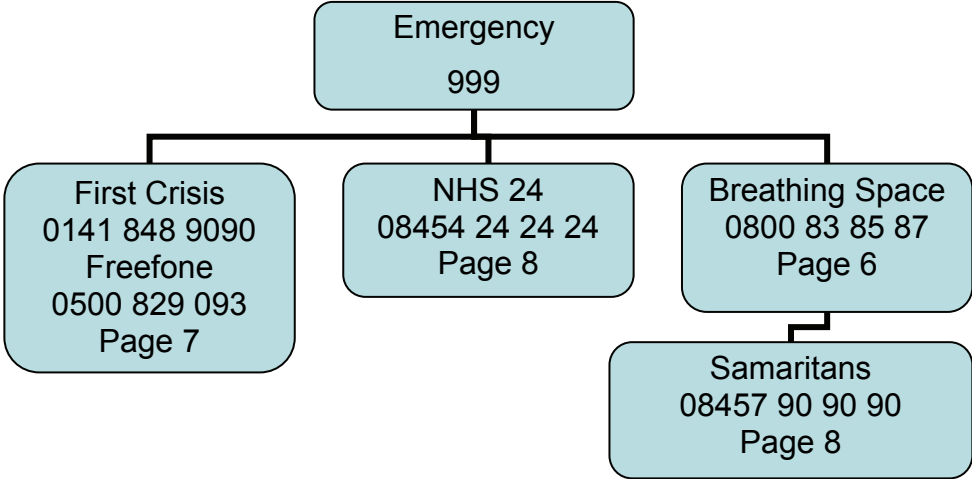 Emergency
999
First Crisis
0141 848 9090
Freefone
0500 829 093
Page 7
NHS 24
08454 24 24 24
Page 8
Breathing Space
0800 83 85 87
Page 6
Samaritans
08457 90 90 90
Page 8